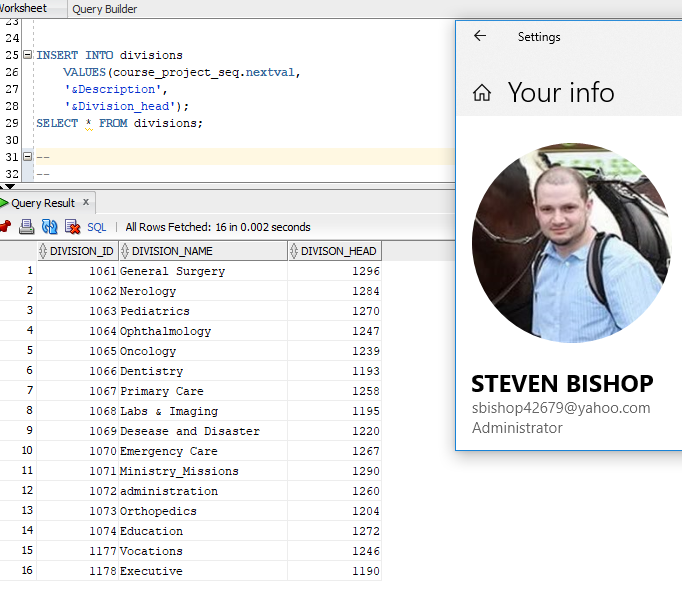 Worksheet Query Builder
23
24
25 INSERT INTO divisions
26 VALUES(course_project_seq.nextval,
27 '&Description',
28 '&Division_head');
29 SELECT * FROM divisions;
30
31 --
32 --
Query Result x
SQL | All Rows Fetched: 16 in 0.002 seconds
DIVISION_ID DIVISION_NAME DIVISON_HEAD
1 1061 General Surgery 1296
2 1062 Nerology 1284
3 1063 Pediatrics 1270
4 1064 Ophthalmology 1247
5 1065 Oncology 1239
6 1066 Dentistry 1193
7 1067 Primary Care 1258
8 1068 Labs & Imaging 1195
9 1069 Desease and Disaster 1220
10 1070 Emergency Care 1267
11 1071 Ministry_Missions 1290
12 1072 administration 1260
13 1073 Orthopedics 1204
14 1074 Education 1272
15 1177 Vocations 1246
16 1178 Executive 1190
Settings
Your info
STEVEN BISHOP
sbishop42679@yahoo.com
Administrator